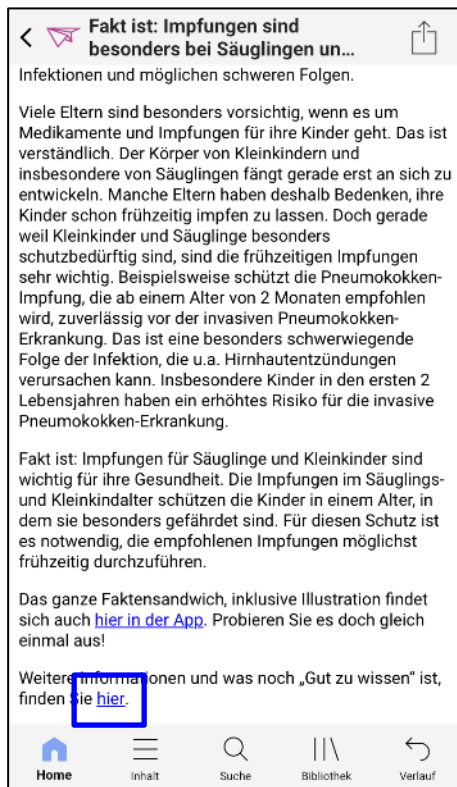 Fakt ist: Impfungen sind
besonders bei Säuglingen un...
Infektionen und möglichen schweren Folgen.
Viele Eltern sind besonders vorsichtig, wenn es um
Medikamente und Impfungen für ihre Kinder geht. Das ist
verständlich. Der Körper von Kleinkindern und
insbesondere von Säuglingen fängt gerade erst an sich zu
entwickeln. Manche Eltern haben deshalb Bedenken, ihre
Kinder schon frühzeitig impfen zu lassen. Doch gerade
weil Kleinkinder und Säuglinge besonders
schutzbedürftig sind, sind die frühzeitigen Impfungen
sehr wichtig. Beispielsweise schützt die Pneumokokken-
Impfung, die ab einem Alter von 2 Monaten empfohlen
wird, zuverlässig vor der invasiven Pneumokokken-
Erkrankung. Das ist eine besonders schwerwiegende
Folge der Infektion, die u.a. Hirnhautentzündungen
verursachen kann. Insbesondere Kinder in den ersten 2
Lebensjahren haben ein erhöhtes Risiko für die invasive
Pneumokokken-Erkrankung.
Fakt ist: Impfungen für Säuglinge und Kleinkinder sind
wichtig für ihre Gesundheit. Die Impfungen im Säuglings-
und Kleinkindalter schützen die Kinder in einem Alter, in
dem sie besonders gefährdet sind. Für diesen Schutz ist
es notwendig, die empfohlenen Impfungen möglichst
frühzeitig durchzuführen.
Das ganze Faktensandwich, inklusive Illustration findet
sich auch hier in der App. Probieren Sie es doch gleich
einmal aus!
Weitere Informationen und was noch „Gut zu wissen" ist,
finden Sie hier.
Home Inhalt Suche Bibliothek Verlauf